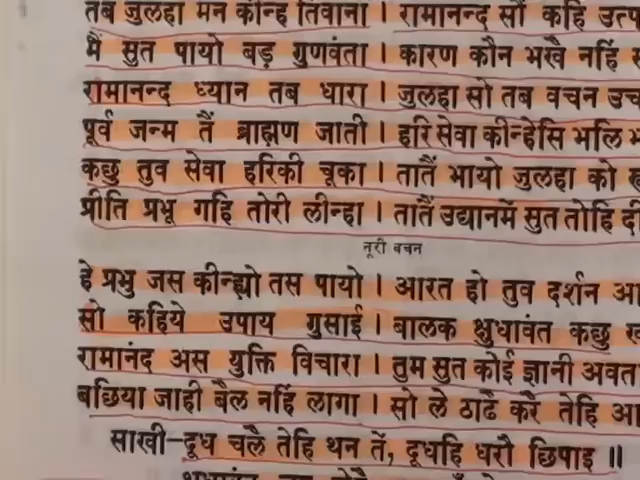 तब जुलहा मन कीन्ह तिवाना । रामानन्द सों कहि
मैं सुत पायो बड़ गुणवंता । कारण कौन भखै नहिं
रामानन्द ध्यान तब धारा । जुलहा सो तब वचन
पूर्व जन्म तैं ब्राह्मण जाती । हरि सेवा कीन्हेसि भलि
कछु तुव सेवा हरिकी चूका । तातैं भायो जुलहा को
प्रीति प्रभू गहि तोरी लीन्हा । तातैं उद्यानमें सुत तोहि
नूरी वचन
हे प्रभु जस कीन्ह्यो तस पायो । आरत हो तुव दर्शन
सो कहिये उपाय गुसाई । बालक क्षुधावंत कछु
रामानंद अस युक्ति विचारा । तुम सुत कोई ज्ञानी
बछिया जाही बैल नहिं लागा । सो ले ठाढै करै तेहि
साखी-दूध चलै तेहि थन तें, दूधहि धरौ छिपाइ ॥